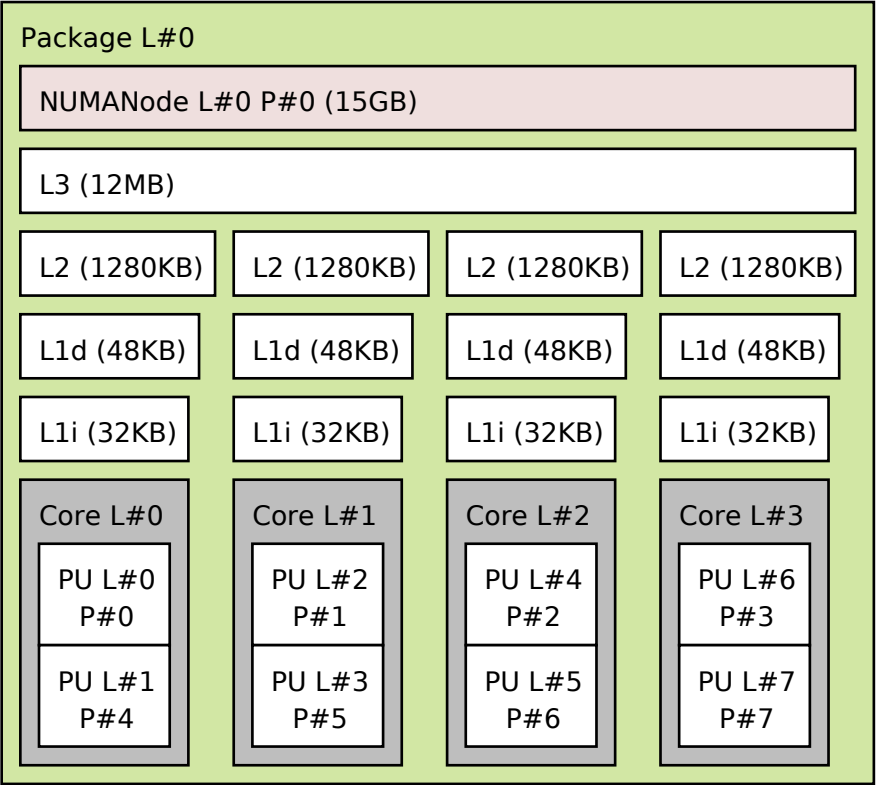 Package L#0
NUMANode L#0 P#0 (15GB)
L3 (12MB)
L2 (1280KB) L2 (1280KB) L2 (1280KB) L2 (1280KB)
L1d (48KB) L1d (48KB) L1d (48KB) L1d (48KB)
L1i (32KB) L1i (32KB) L1i (32KB) L1i (32KB)
Core L#0 Core L#1 Core L#2 Core L#3
PU L#0 PU L#2 PU L#4 PU L#6
P#0 P#1 P#2 P#3
PU L#1 PU L#3 PU L#5 PU L#7
P#4 P#5 P#6 P#7